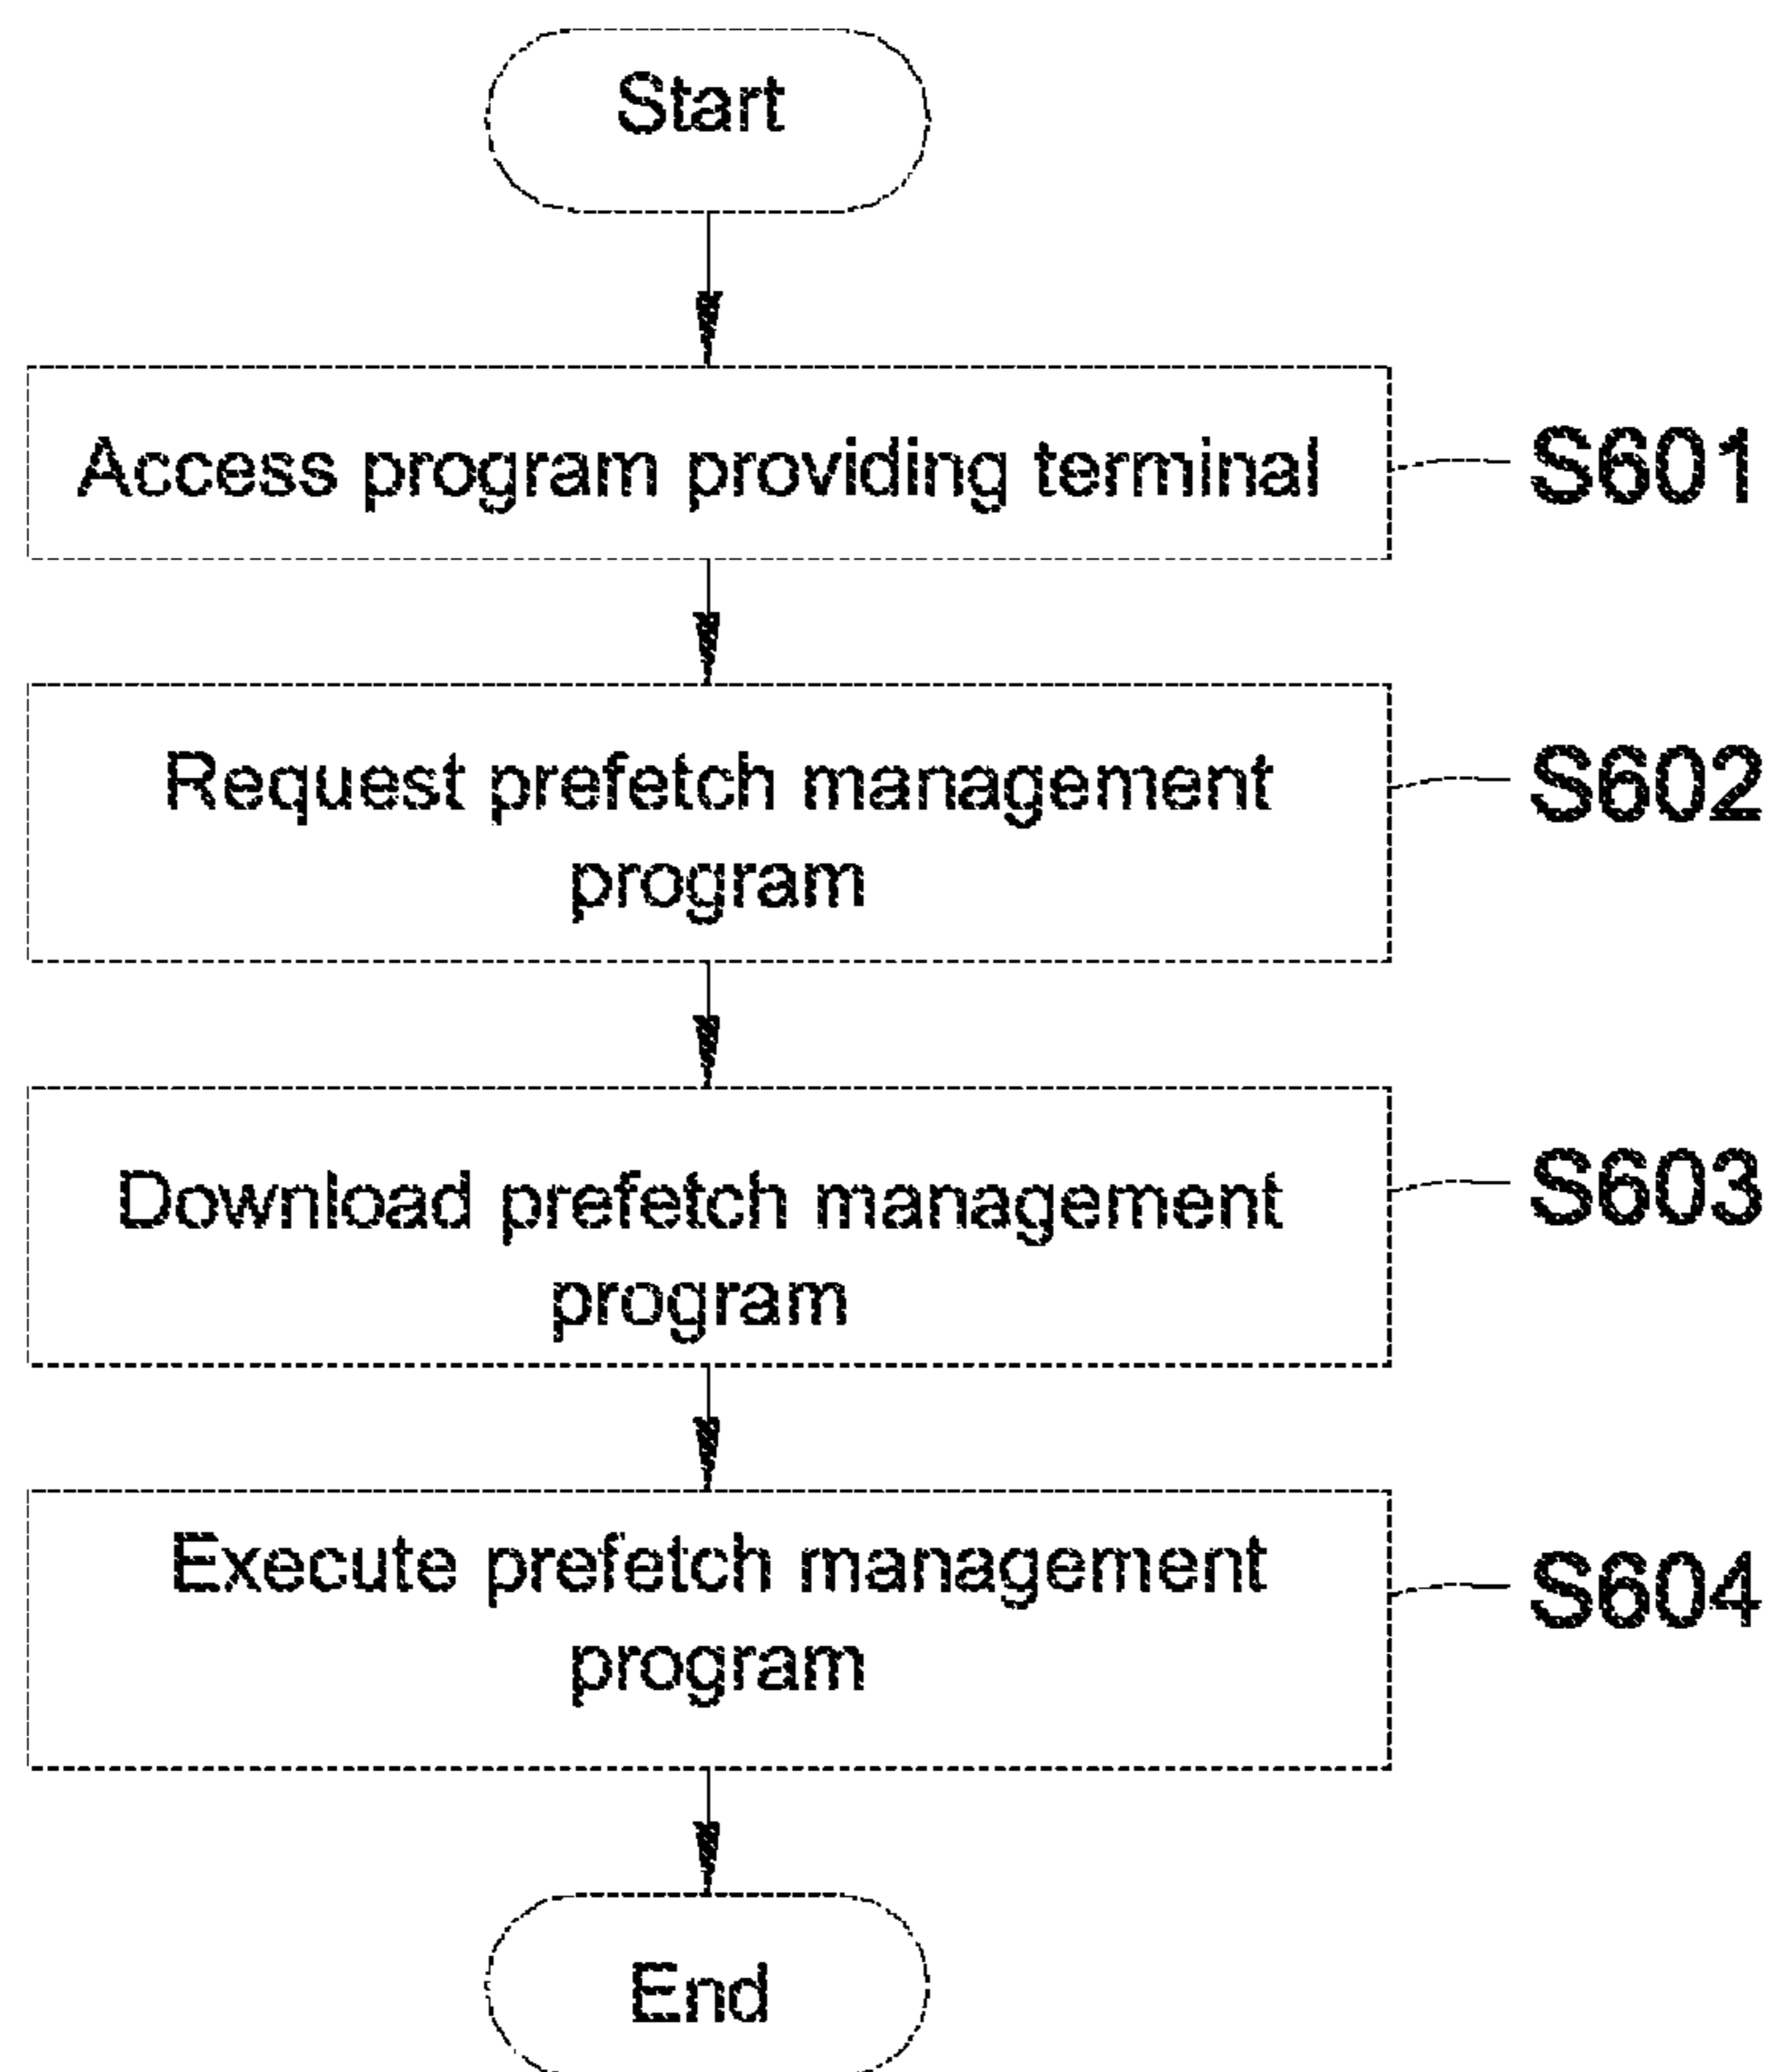 Start
Access program providing terminal
S601
Request prefetch management
program
S602
Download prefetch management
program
S603
Execute prefetch management
program
S604
End